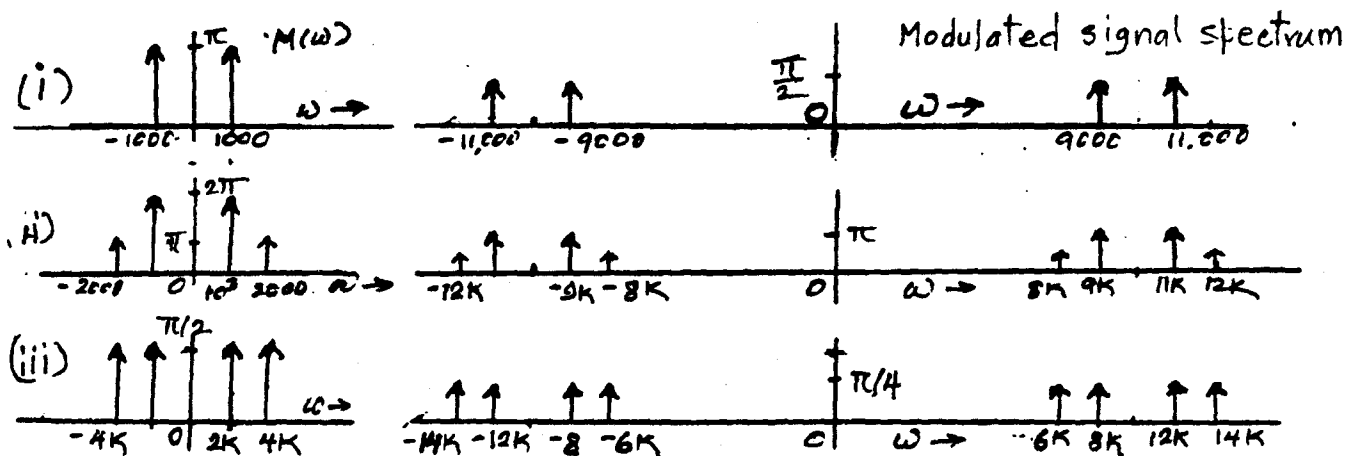 Modulated signal spectrum
(i) π M(ω) ω → -1000 1000
π/2 0 ω → -11,000 -9000 9000 11,000
ii) 2π π -2000 0 10³ 2000 ω →
π -12K -9K -8K 0 ω → 8K 9K 11K 12K
(iii) π/2 ω → -4K 0 2K 4K
π/4 -14K -12K -8 -6K 0 ω → 6K 8K 12K 14K